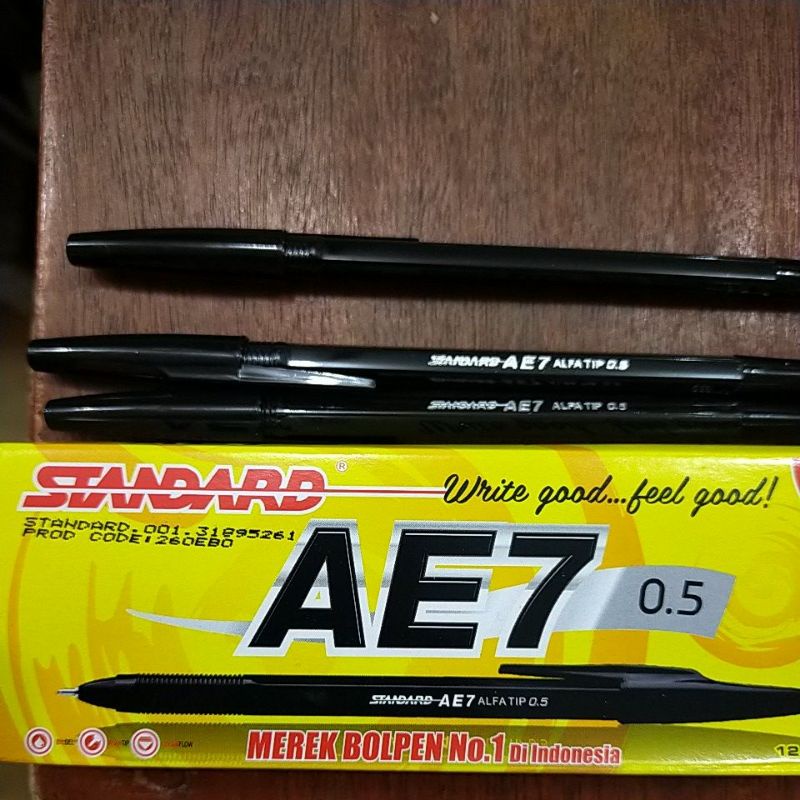 STANDARD AE7 ALFATIP 0.5
STANDARD AE7 ALFATIP 0.5
STANDARD® Write good...feel good!
STANDARD.001.31895261
PROD CODE:260EB0
AE7 0.5
STANDARD AE7 ALFATIP 0.5
MEREK BOLPEN No.1 Di Indonesia
12